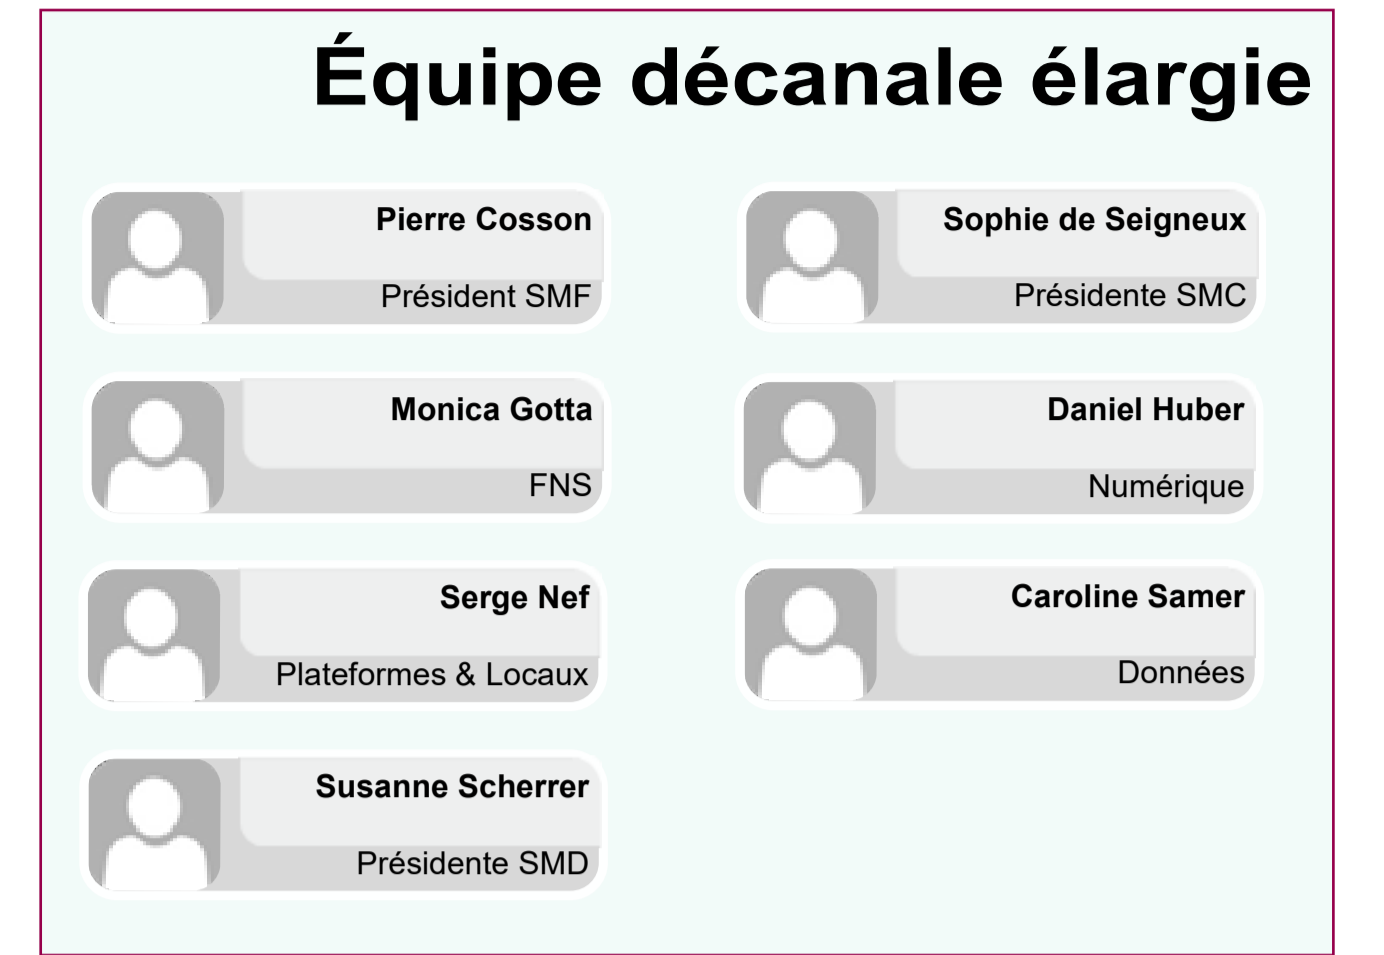 Équipe décanale élargie
Pierre Cosson
Président SMF
Sophie de Seigneux
Présidente SMC
Monica Gotta
FNS
Daniel Huber
Numérique
Serge Nef
Plateformes & Locaux
Caroline Samer
Données
Susanne Scherrer
Présidente SMD